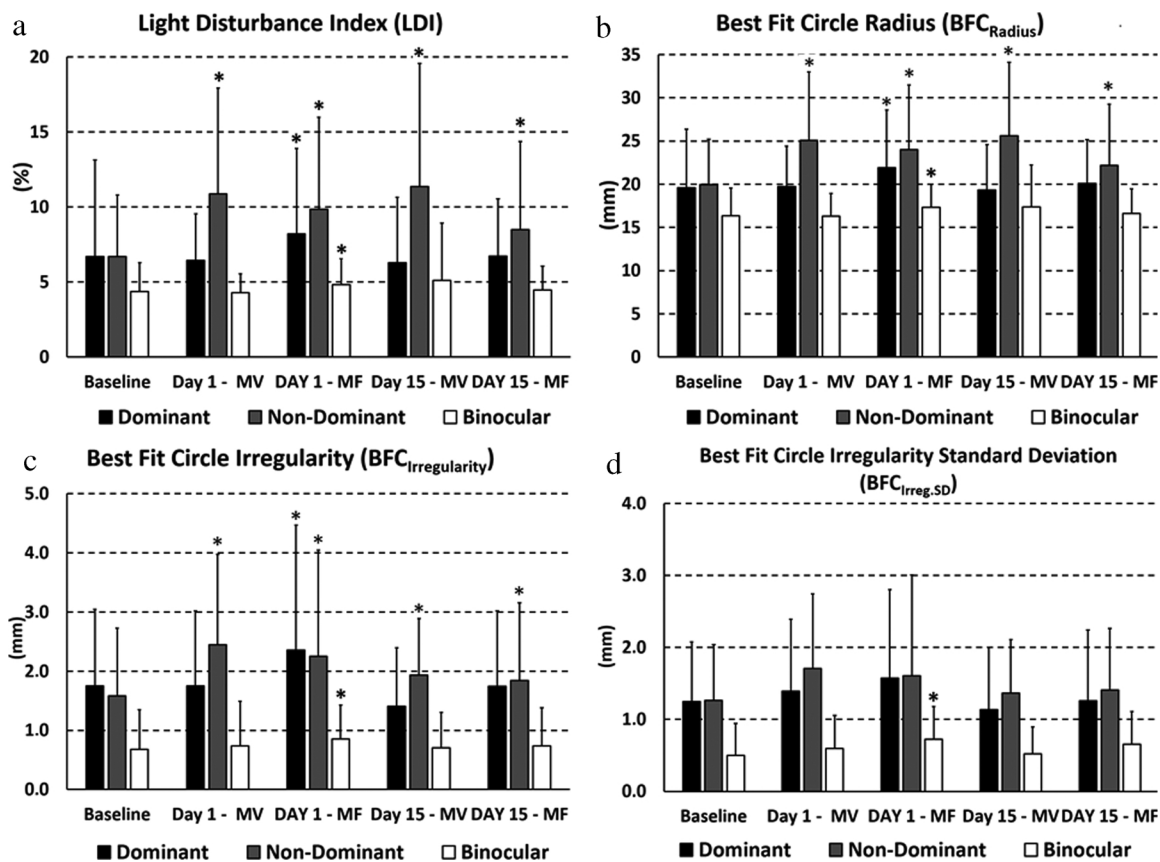 a
Light Disturbance Index (LDI)
20
15
10
5
0
(%)
* * * * * * *
Baseline Day 1 - MV DAY 1 - MF Day 15 - MV DAY 15 - MF
Dominant Non-Dominant Binocular
b
Best Fit Circle Radius (BFCRadius)
35
30
25
20
15
10
5
0
(mm)
* * * * * *
Baseline Day 1 - MV DAY 1 - MF Day 15 - MV DAY 15 - MF
Dominant Non-Dominant Binocular
c
Best Fit Circle Irregularity (BFCIrregularity)
5.0
4.0
3.0
2.0
1.0
0.0
(mm)
* * * * * *
Baseline Day 1 - MV DAY 1 - MF Day 15 - MV DAY 15 - MF
Dominant Non-Dominant Binocular
d
Best Fit Circle Irregularity Standard Deviation
(BFCIrreg.SD)
4.0
3.0
2.0
1.0
0.0
(mm)
*
Baseline Day 1 - MV DAY 1 - MF Day 15 - MV DAY 15 - MF
Dominant Non-Dominant Binocular